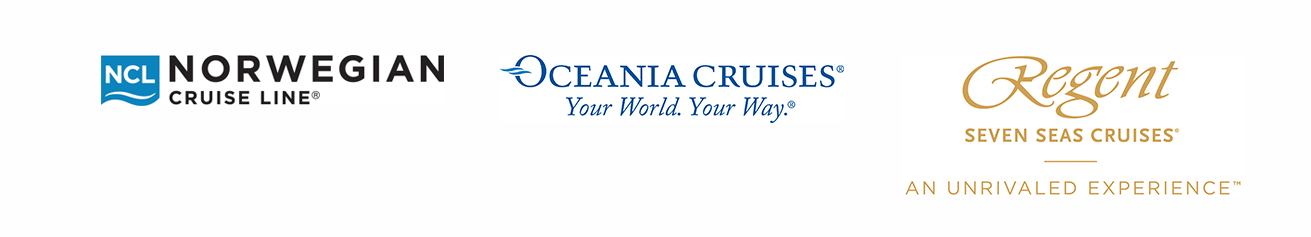 NCL
NORWEGIAN
CRUISE LINE®
OCEANIA CRUISES®
Your World. Your Way.®
Regent
SEVEN SEAS CRUISES®
AN UNRIVALED EXPERIENCE™